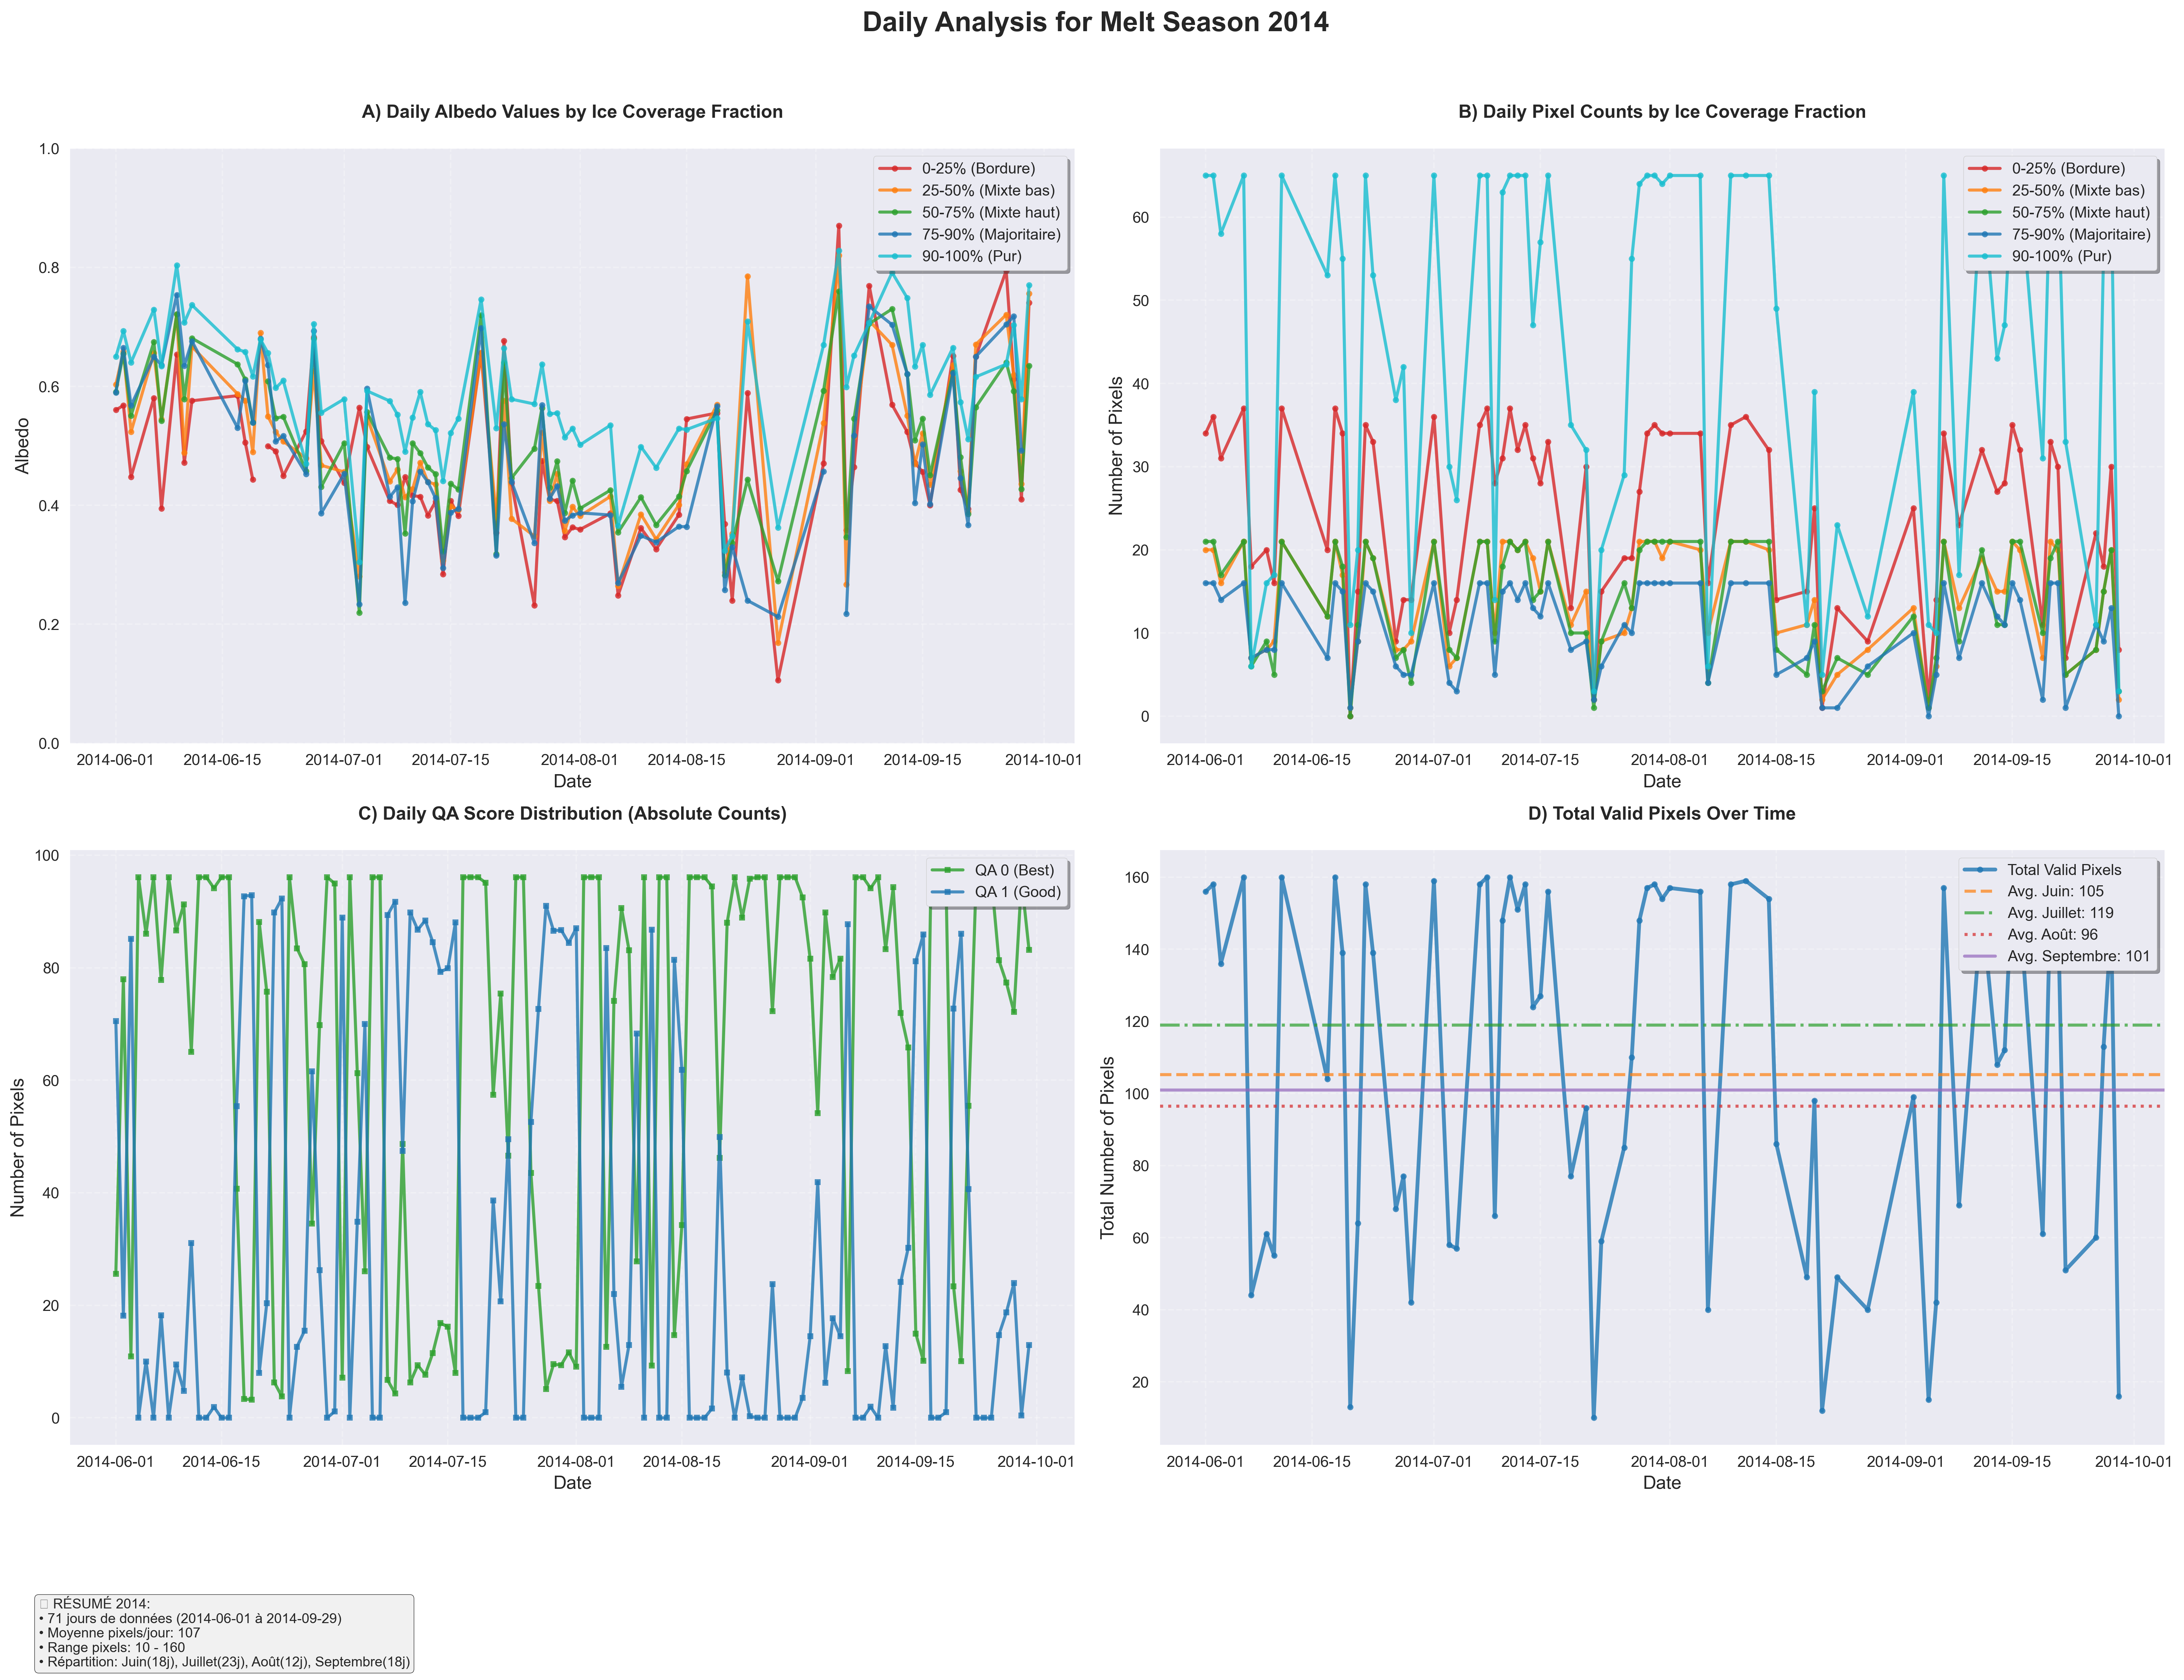 Daily Analysis for Melt Season 2014
A) Daily Albedo Values by Ice Coverage Fraction
Albedo
1.0
0.8
0.6
0.4
0.2
0.0
0-25% (Bordure)
25-50% (Mixte bas)
50-75% (Mixte haut)
75-90% (Majoritaire)
90-100% (Pur)
2014-06-01 2014-06-15 2014-07-01 2014-07-15 2014-08-01 2014-08-15 2014-09-01 2014-09-15 2014-10-01
Date
B) Daily Pixel Counts by Ice Coverage Fraction
Number of Pixels
60
50
40
30
20
10
0
0-25% (Bordure)
25-50% (Mixte bas)
50-75% (Mixte haut)
75-90% (Majoritaire)
90-100% (Pur)
2014-06-01 2014-06-15 2014-07-01 2014-07-15 2014-08-01 2014-08-15 2014-09-01 2014-09-15 2014-10-01
Date
C) Daily QA Score Distribution (Absolute Counts)
Number of Pixels
100
80
60
40
20
0
QA 0 (Best)
QA 1 (Good)
2014-06-01 2014-06-15 2014-07-01 2014-07-15 2014-08-01 2014-08-15 2014-09-01 2014-09-15 2014-10-01
Date
D) Total Valid Pixels Over Time
Total Number of Pixels
160
140
120
100
80
60
40
20
Total Valid Pixels
Avg. Juin: 105
Avg. Juillet: 119
Avg. Août: 96
Avg. Septembre: 101
2014-06-01 2014-06-15 2014-07-01 2014-07-15 2014-08-01 2014-08-15 2014-09-01 2014-09-15 2014-10-01
Date
RÉSUMÉ 2014:
• 71 jours de données (2014-06-01 à 2014-09-29)
• Moyenne pixels/jour: 107
• Range pixels: 10 - 160
• Répartition: Juin(18j), Juillet(23j), Août(12j), Septembre(18j)